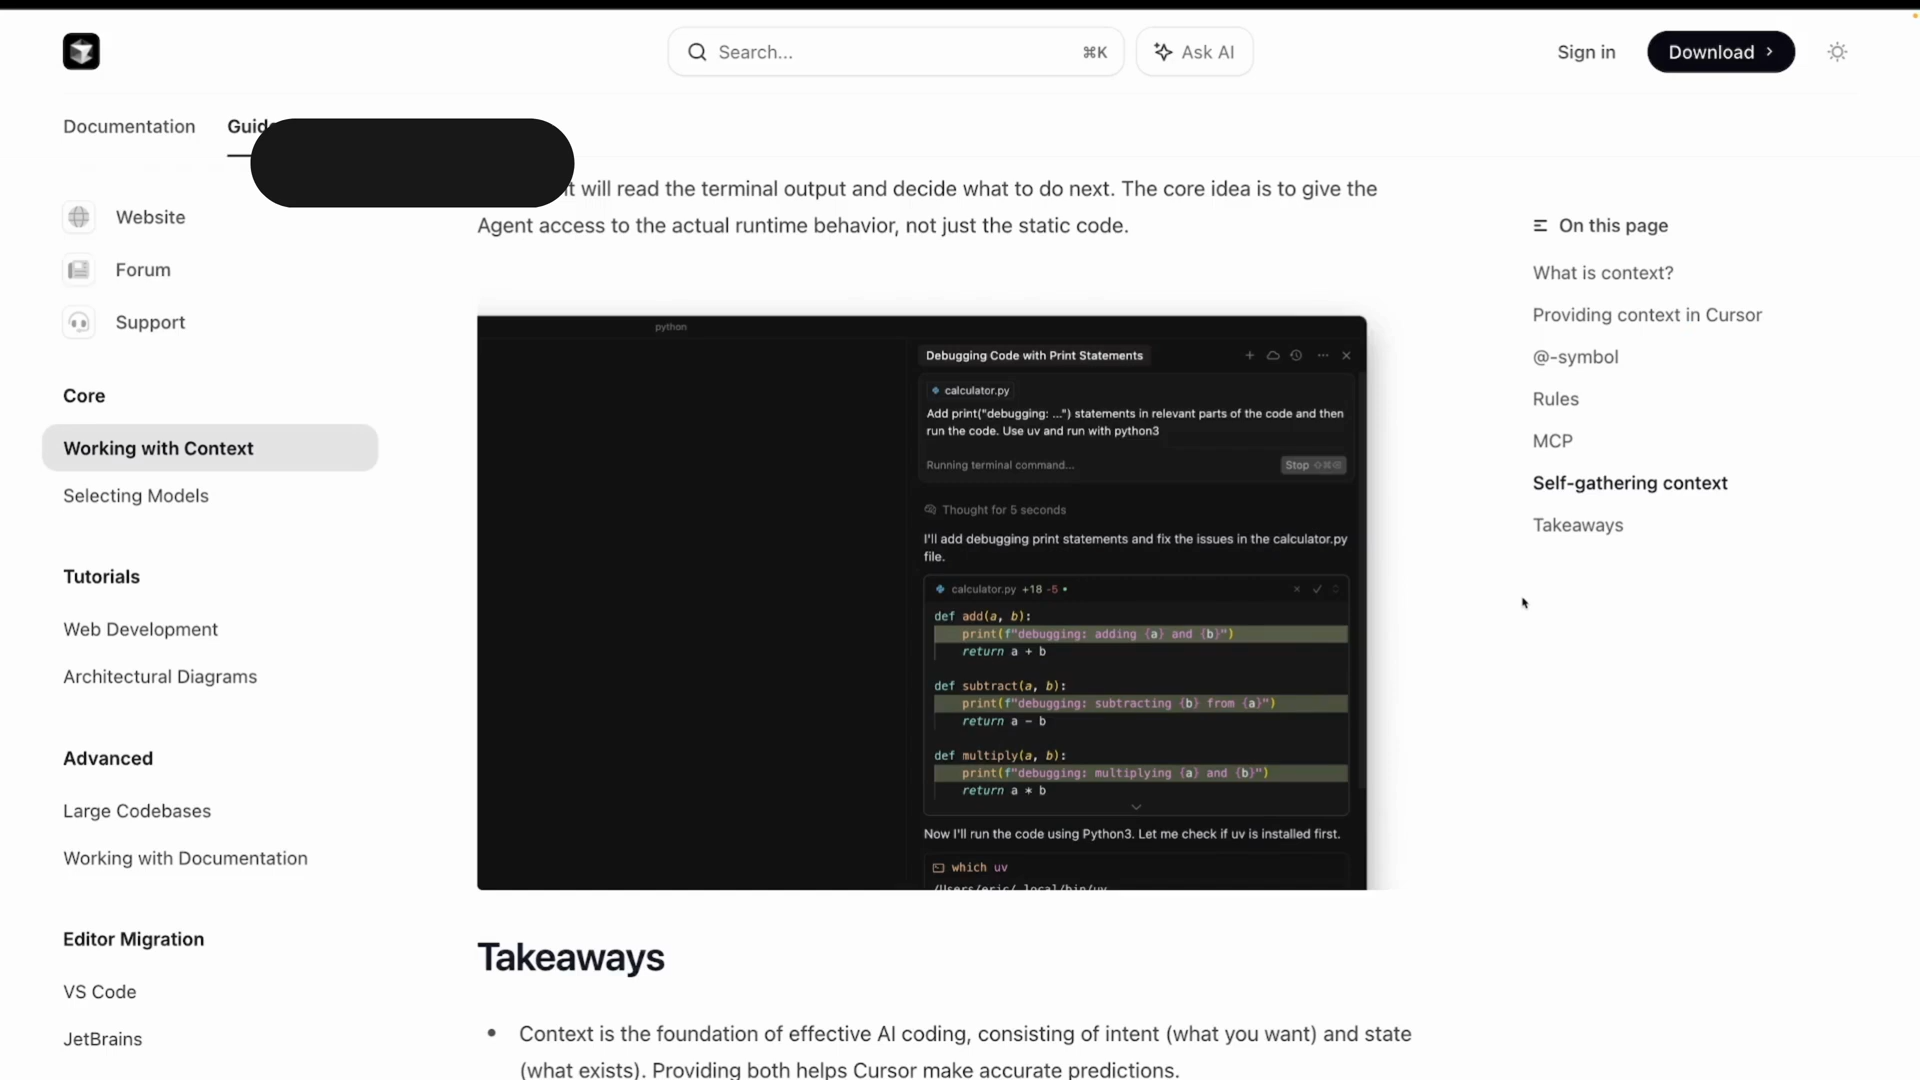 Search...
⌘K
Ask AI
Sign in
Download
Documentation
Website
Forum
Support
Core
Working with Context
Selecting Models
Tutorials
Web Development
Architectural Diagrams
Advanced
Large Codebases
Working with Documentation
Editor Migration
VS Code
JetBrains
will read the terminal output and decide what to do next. The core idea is to give the
Agent access to the actual runtime behavior, not just the static code.
python
Debugging Code with Print Statements
calculator.py
Add print("debugging: ...") statements in relevant parts of the code and then
run the code. Use uv and run with python3
Running terminal command...
Stop
Thought for 5 seconds
I'll add debugging print statements and fix the issues in the calculator.py
file.
calculator.py +18 -5
def add(a, b):
print(f"debugging: adding {a} and {b}")
return a + b
def subtract(a, b):
print(f"debugging: subtracting {b} from {a}")
return a - b
def multiply(a, b):
print(f"debugging: multiplying {a} and {b}")
return a * b
Now I'll run the code using Python3. Let me check if uv is installed first.
which uv
/Users/eric/.local/bin/uv
Takeaways
• Context is the foundation of effective AI coding, consisting of intent (what you want) and state
(what exists). Providing both helps Cursor make accurate predictions.
On this page
What is context?
Providing context in Cursor
@-symbol
Rules
MCP
Self-gathering context
Takeaways